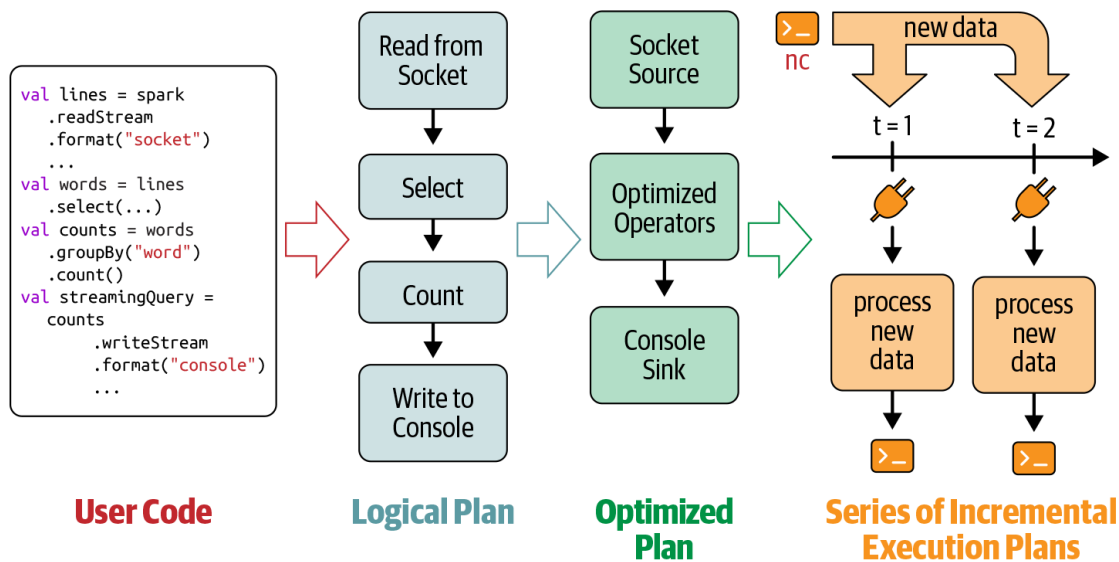 val lines = spark
.readStream
.format("socket")
...
val words = lines
.select(...)
val counts = words
.groupBy("word")
.count()
val streamingQuery =
counts
.writeStream
.format("console")
...
User Code
Read from
Socket
Select
Count
Write to
Console
Logical Plan
Socket
Source
Optimized
Operators
Console
Sink
Optimized
Plan
>_
nc
new data
t = 1
t = 2
process
new
data
process
new
data
>_
>_
Series of Incremental
Execution Plans